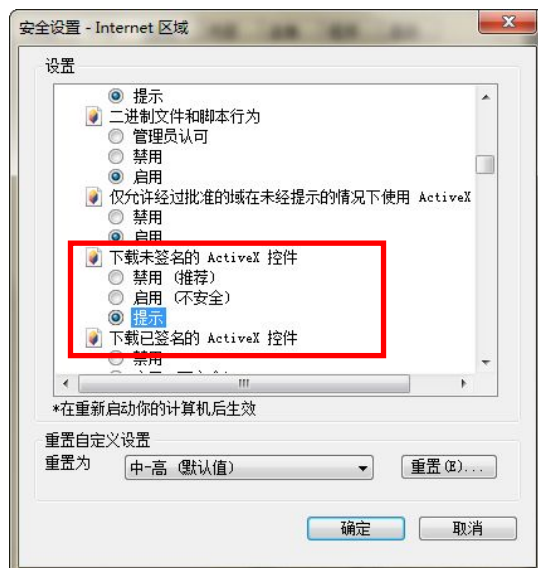 安全设置 - Internet 区域
设置
提示
二进制文件和脚本行为
管理员认可
禁用
启用
仅允许经过批准的域在未经提示的情况下使用 ActiveX
禁用
启用
下载未签名的 ActiveX 控件
禁用 (推荐)
启用 (不安全)
提示
下载已签名的 ActiveX 控件
禁用
*在重新启动你的计算机后生效
重置自定义设置
重置为
中-高 (默认值)
重置(E)...
确定
取消